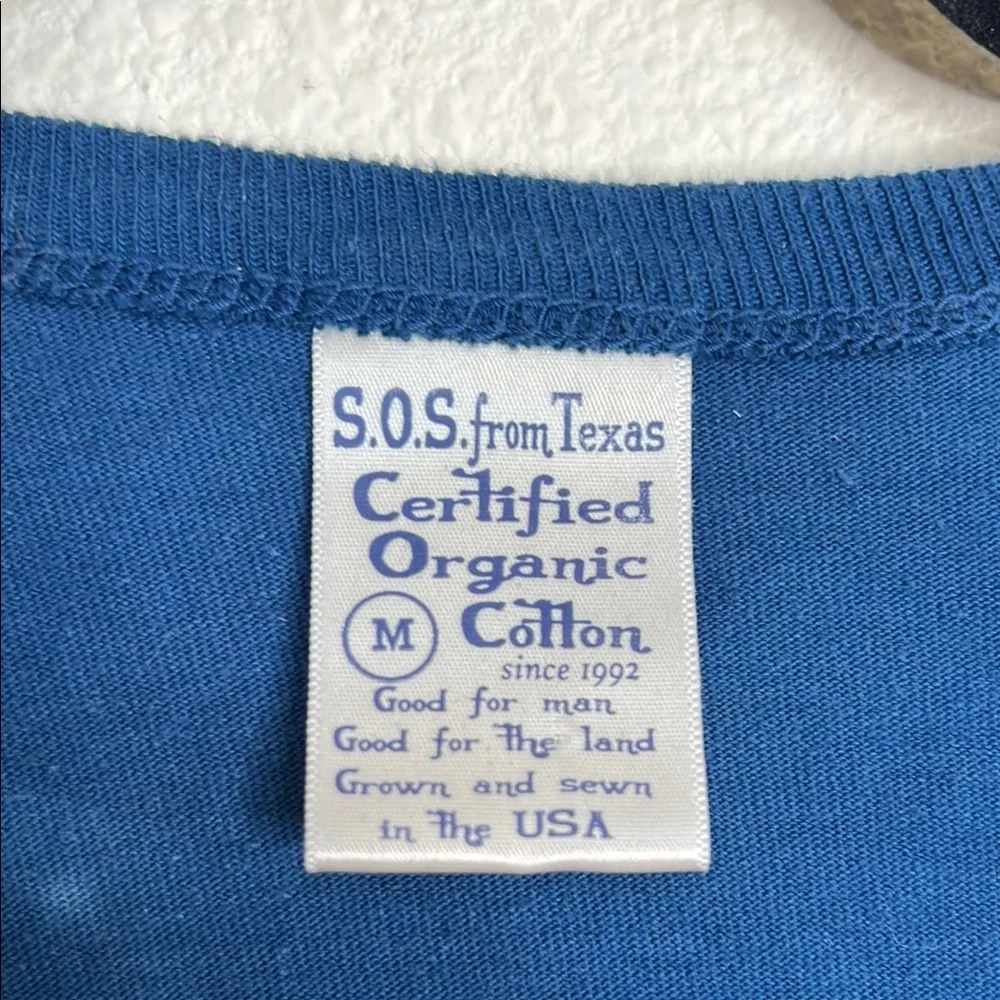 S.O.S. from Texas
Certified
Organic
M Cotton
since 1992
Good for man
Good for the land
Grown and sewn
in the USA